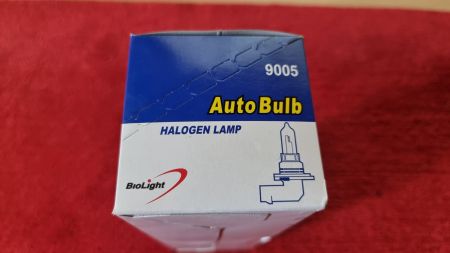 9005
Auto Bulb
HALOGEN LAMP
BIOLIGHT